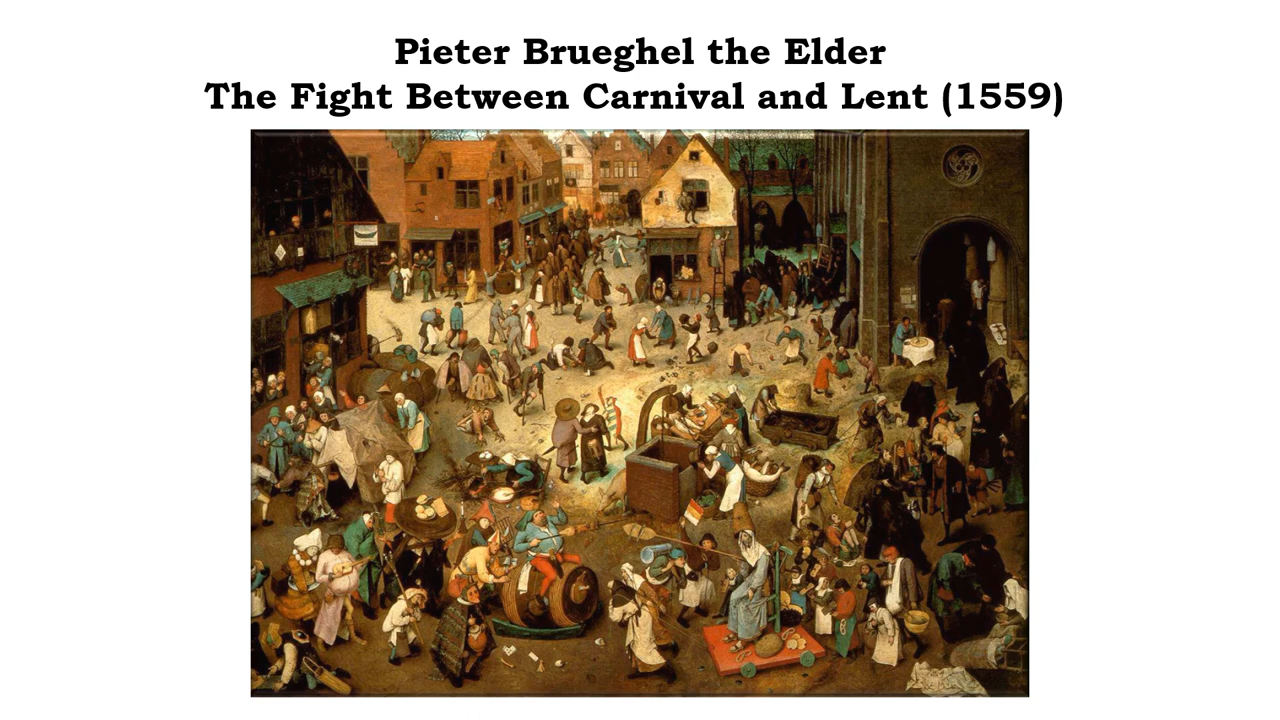 Pieter Brueghel the Elder
The Fight Between Carnival and Lent (1559)